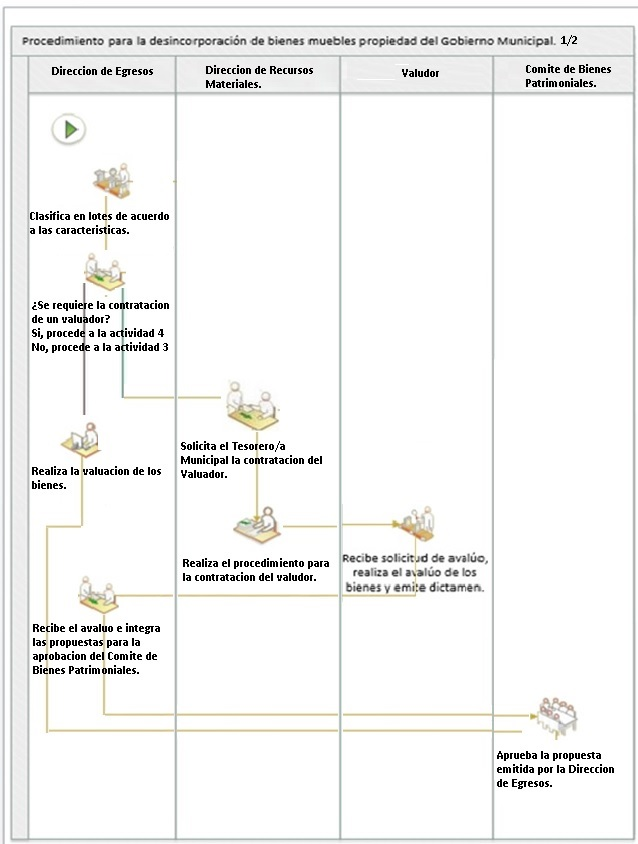 Procedimiento para la desincorporación de bienes muebles propiedad del Gobierno Municipal. 1/2
Direccion de Egresos
Direccion de Recursos
Materiales.
Valudor
Comite de Bienes
Patrimoniales.
Clasifica en lotes de acuerdo
a las caracteristicas.
¿Se requiere la contratacion
de un valuador?
Si, procede a la actividad 4
No, procede a la actividad 3
Solicita el Tesorero/a
Municipal la contratacion del
Valuador.
Realiza la valuacion de los
bienes.
Realiza el procedimiento para
la contratacion del valudor.
Recibe solicitud de avalúo,
realiza el avalúo de los
bienes y emite dictamen.
Recibe el avaluo e integra
las propuestas para la
aprobacion del Comite de
Bienes Patrimoniales.
Aprueba la propuesta
emitida por la Direccion
de Egresos.